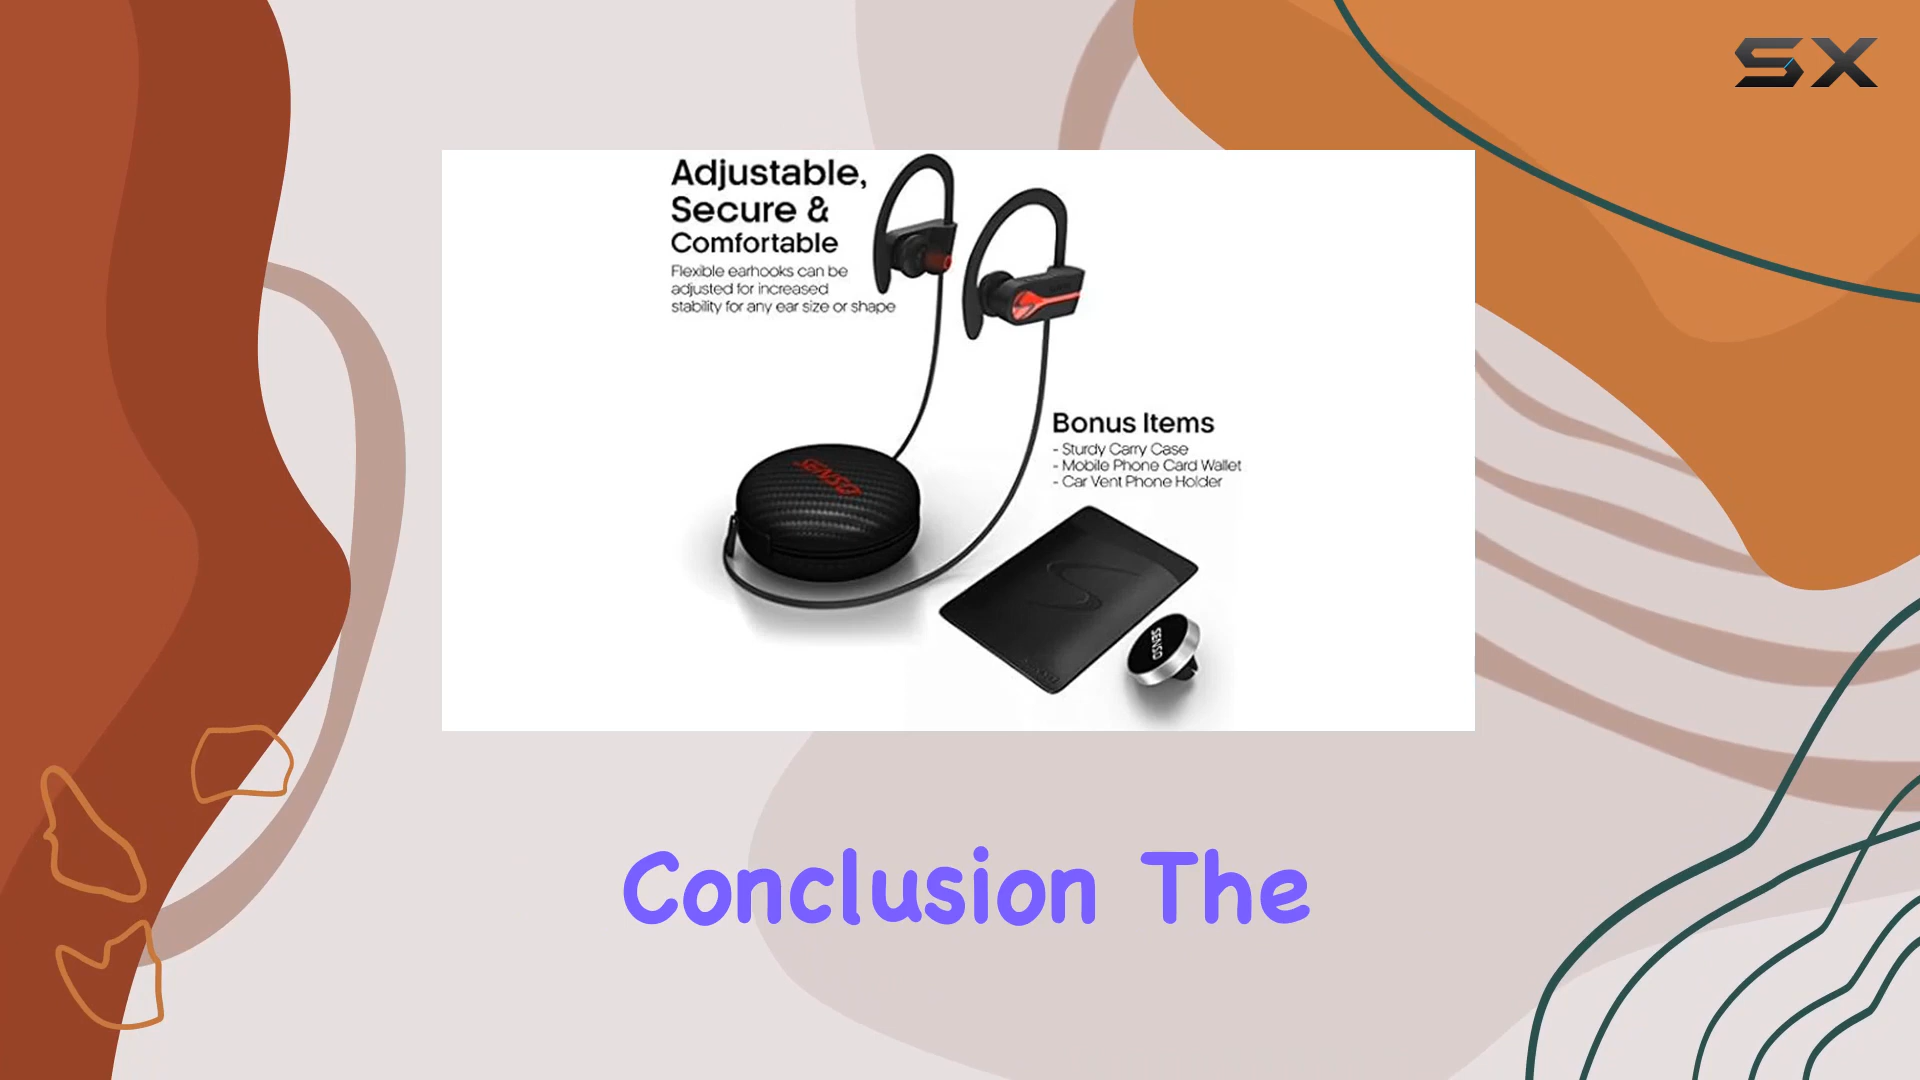 SX
Adjustable,
Secure &
Comfortable
Flexible earhooks can be
adjusted for increased
stability for any ear size or shape
Bonus Items
- Sturdy Carry Case
- Mobile Phone Card Wallet
- Car Vent Phone Holder
SENSO
SENSO
Conclusion The